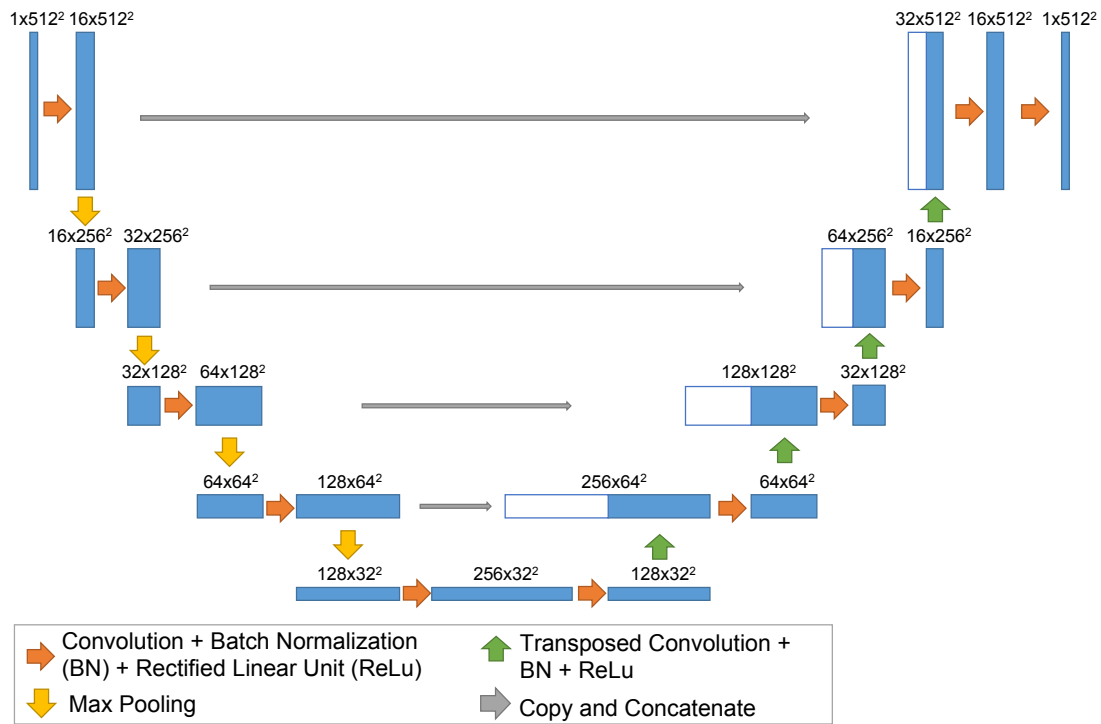 1x512²
16x512²
32x512²
16x512²
1x512²
16x256²
32x256²
64x256²
16x256²
32x128²
64x128²
128x128²
32x128²
64x64²
128x64²
256x64²
64x64²
128x32²
256x32²
128x32²
Convolution + Batch Normalization
(BN) + Rectified Linear Unit (ReLu)
Max Pooling
Transposed Convolution +
BN + ReLu
Copy and Concatenate